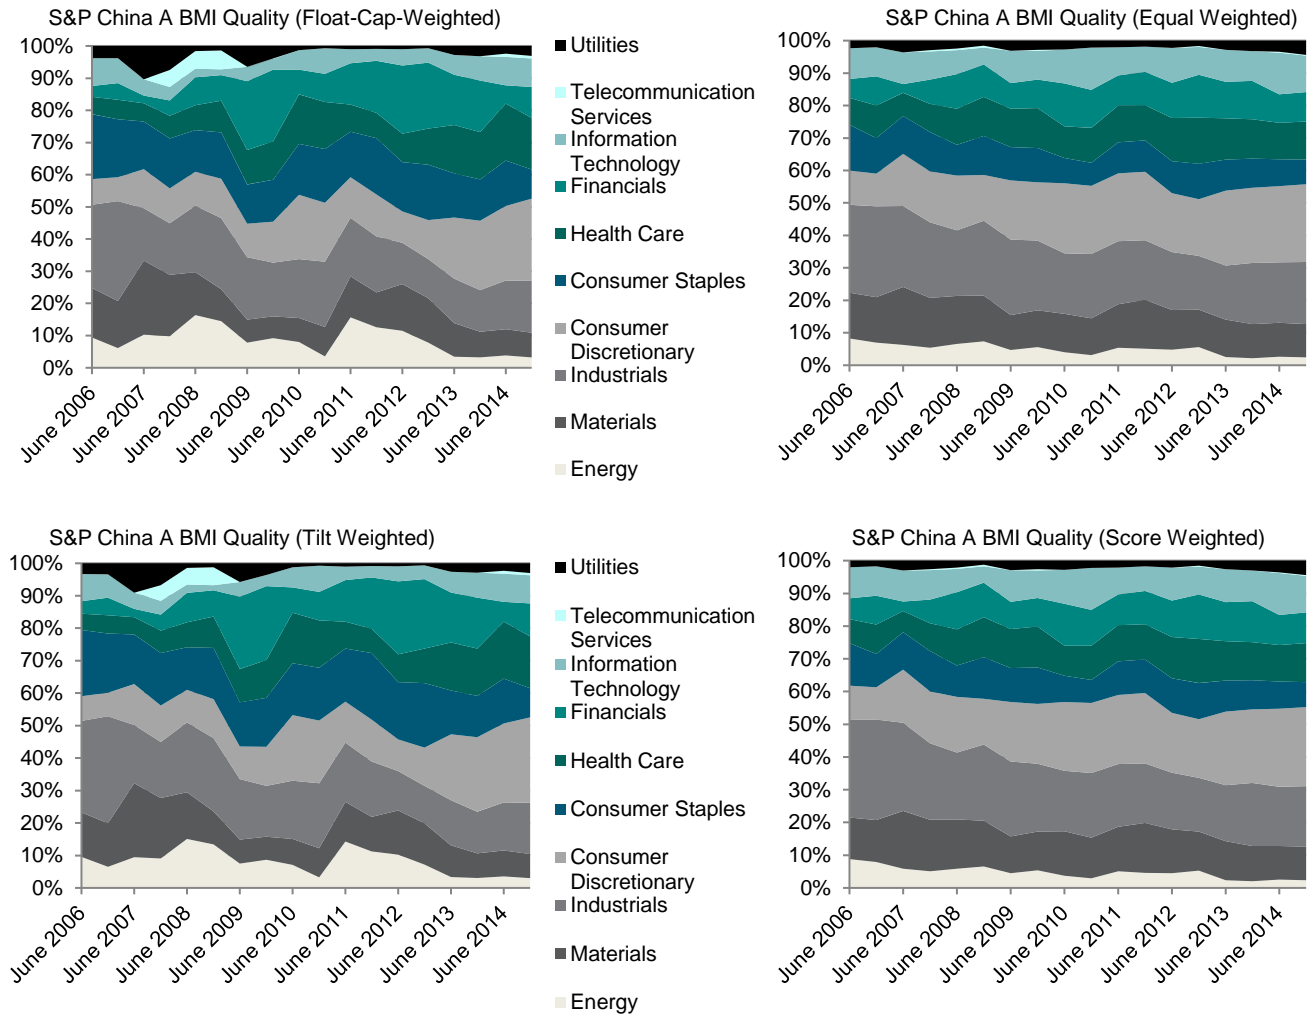 S&P China A BMI Quality (Float-Cap-Weighted)
100%
90%
80%
70%
60%
50%
40%
30%
20%
10%
0%
June 2006
June 2007
June 2008
June 2009
June 2010
June 2011
June 2012
June 2013
June 2014
Utilities
Telecommunication
Services
Information
Technology
Financials
Health Care
Consumer Staples
Consumer
Discretionary
Industrials
Materials
Energy
S&P China A BMI Quality (Equal Weighted)
100%
90%
80%
70%
60%
50%
40%
30%
20%
10%
0%
June 2006
June 2007
June 2008
June 2009
June 2010
June 2011
June 2012
June 2013
June 2014
S&P China A BMI Quality (Tilt Weighted)
100%
90%
80%
70%
60%
50%
40%
30%
20%
10%
0%
June 2006
June 2007
June 2008
June 2009
June 2010
June 2011
June 2012
June 2013
June 2014
Utilities
Telecommunication
Services
Information
Technology
Financials
Health Care
Consumer Staples
Consumer
Discretionary
Industrials
Materials
Energy
S&P China A BMI Quality (Score Weighted)
100%
90%
80%
70%
60%
50%
40%
30%
20%
10%
0%
June 2006
June 2007
June 2008
June 2009
June 2010
June 2011
June 2012
June 2013
June 2014